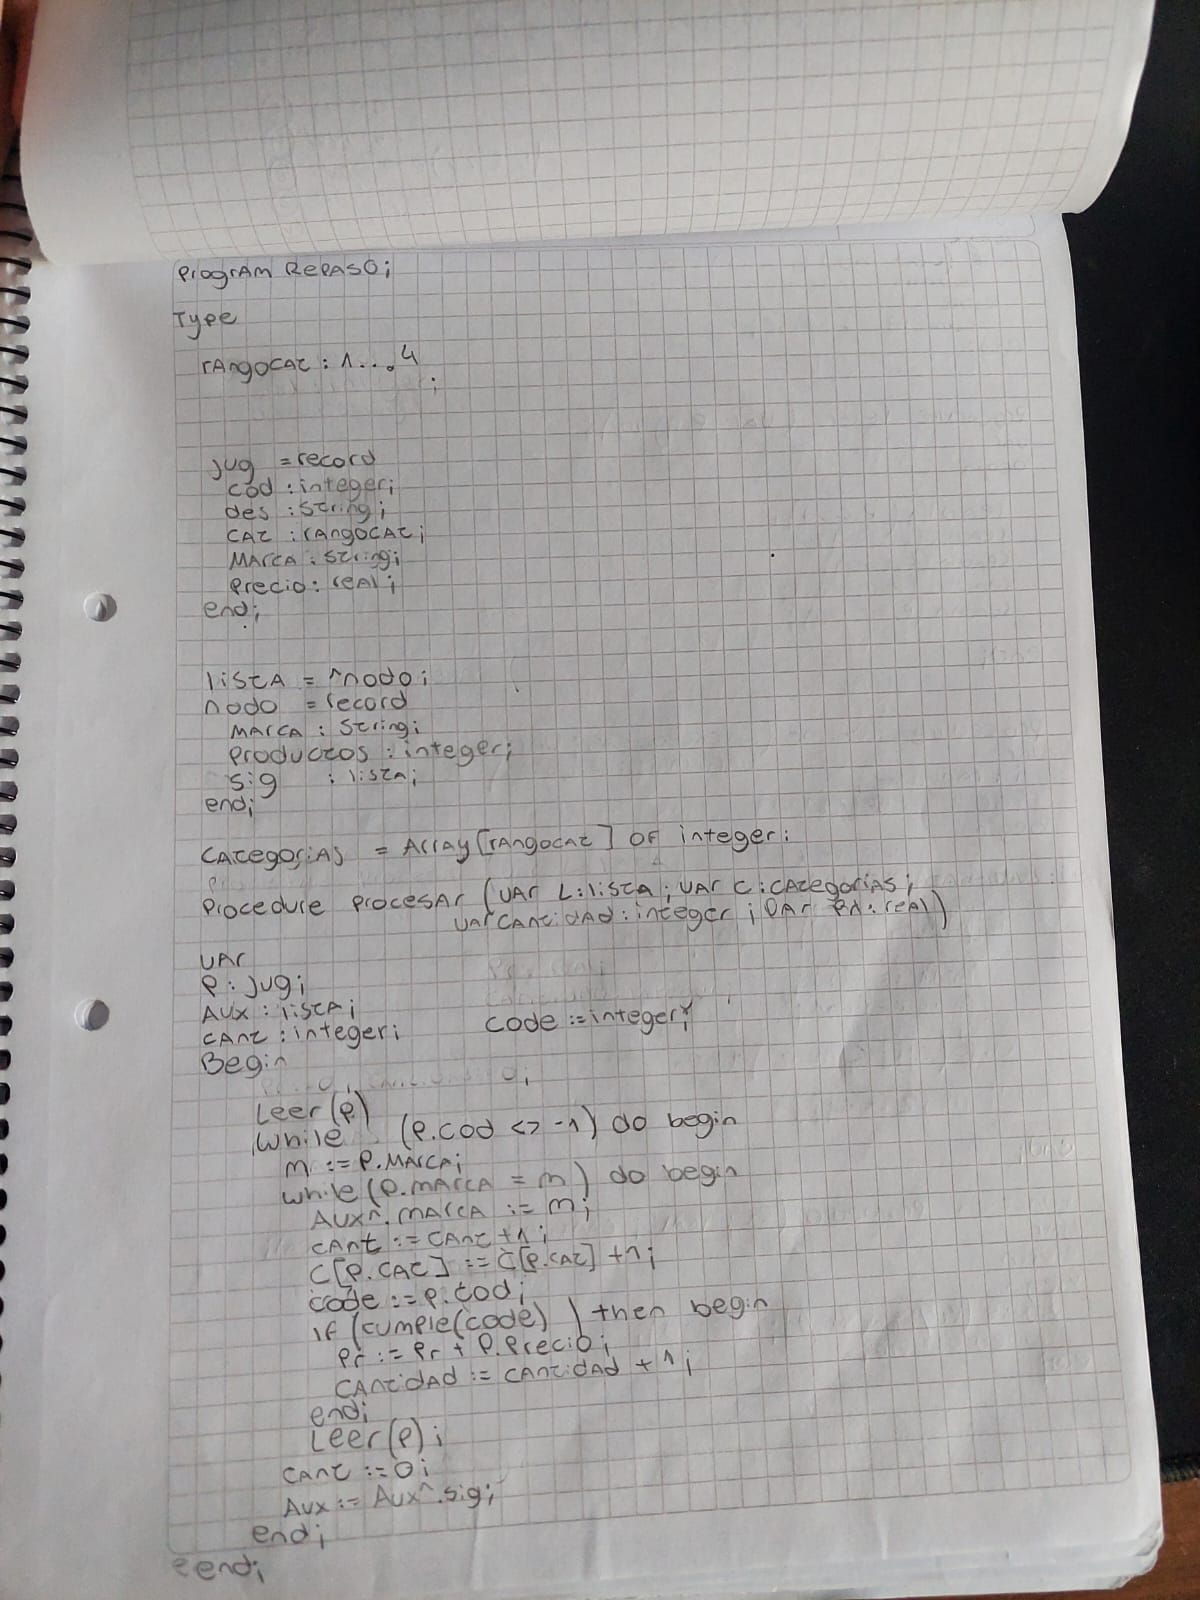 Program Repaso;
Type
rangocat : 1...4
;
jug = record
cod : integer;
des : string;
cat : rangocat;
marca : string;
precio : real;
end;
lista = ^nodo;
nodo = record
marca : string;
productos : integer;
sig : lista;
end;
categorias = Array[rangocat] of integer;
Procedure procesar (var L:lista; var c:categorias;
var cantidad:integer; var pr:real)
var
p : jug;
aux : lista;
cant : integer; code := integer;
Begin
Leer(p)
while (p.cod <> -1) do begin
m := p.marca;
while (p.marca = m) do begin
aux^.marca := m;
cant := cant +1;
c[p.cat] := c[p.cat] +1;
code := p.cod;
if (cumple(code) ) then begin
pr := pr + p.precio;
cantidad := cantidad + 1;
end;
Leer(p);
cant := 0;
aux := aux^.sig;
end;
eend;